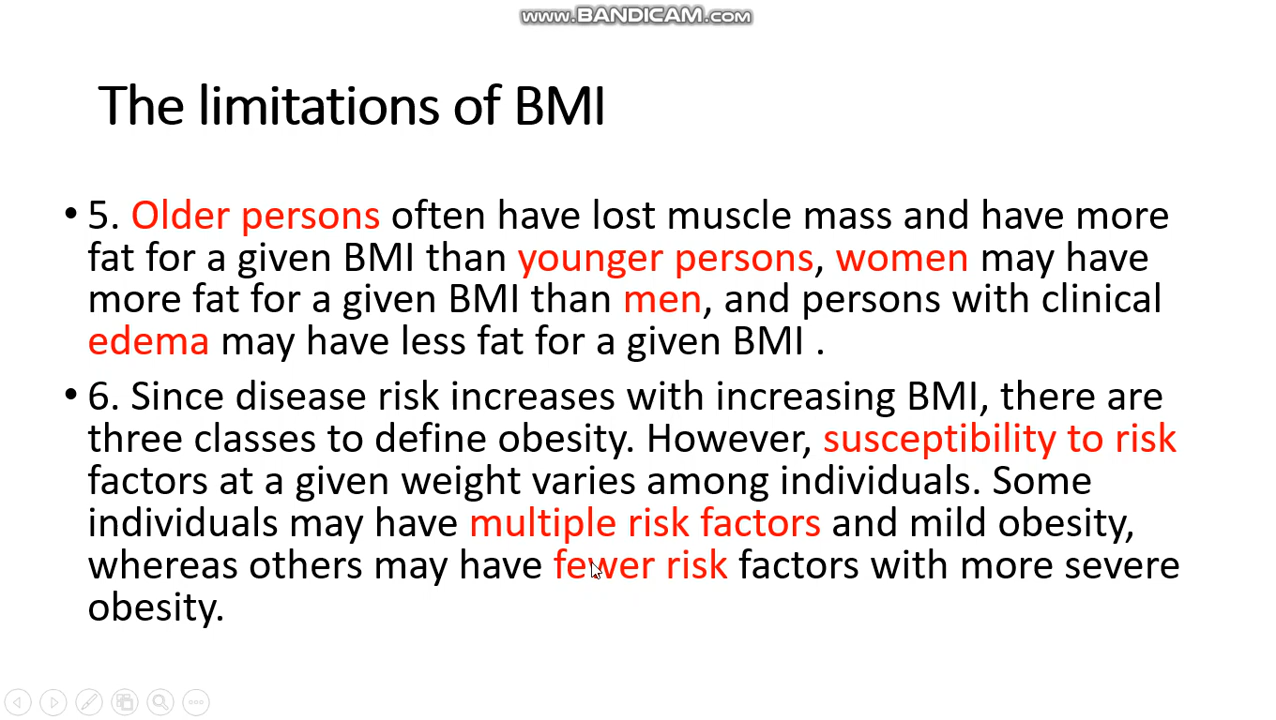 www.BANDICAM.com
The limitations of BMI
• 5. Older persons often have lost muscle mass and have more
fat for a given BMI than younger persons, women may have
more fat for a given BMI than men, and persons with clinical
edema may have less fat for a given BMI .
• 6. Since disease risk increases with increasing BMI, there are
three classes to define obesity. However, susceptibility to risk
factors at a given weight varies among individuals. Some
individuals may have multiple risk factors and mild obesity,
whereas others may have fewer risk factors with more severe
obesity.